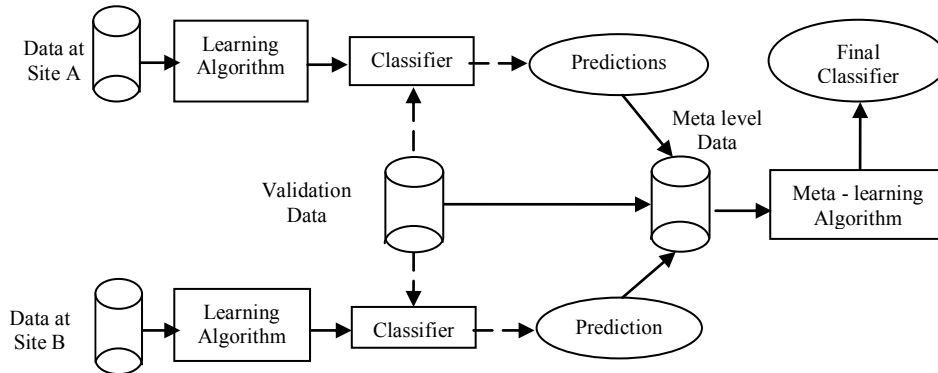 Data at
Site A
Learning
Algorithm
Classifier
Predictions
Final
Classifier
Meta level
Data
Validation
Data
Meta - learning
Algorithm
Data at
Site B
Learning
Algorithm
Classifier
Prediction